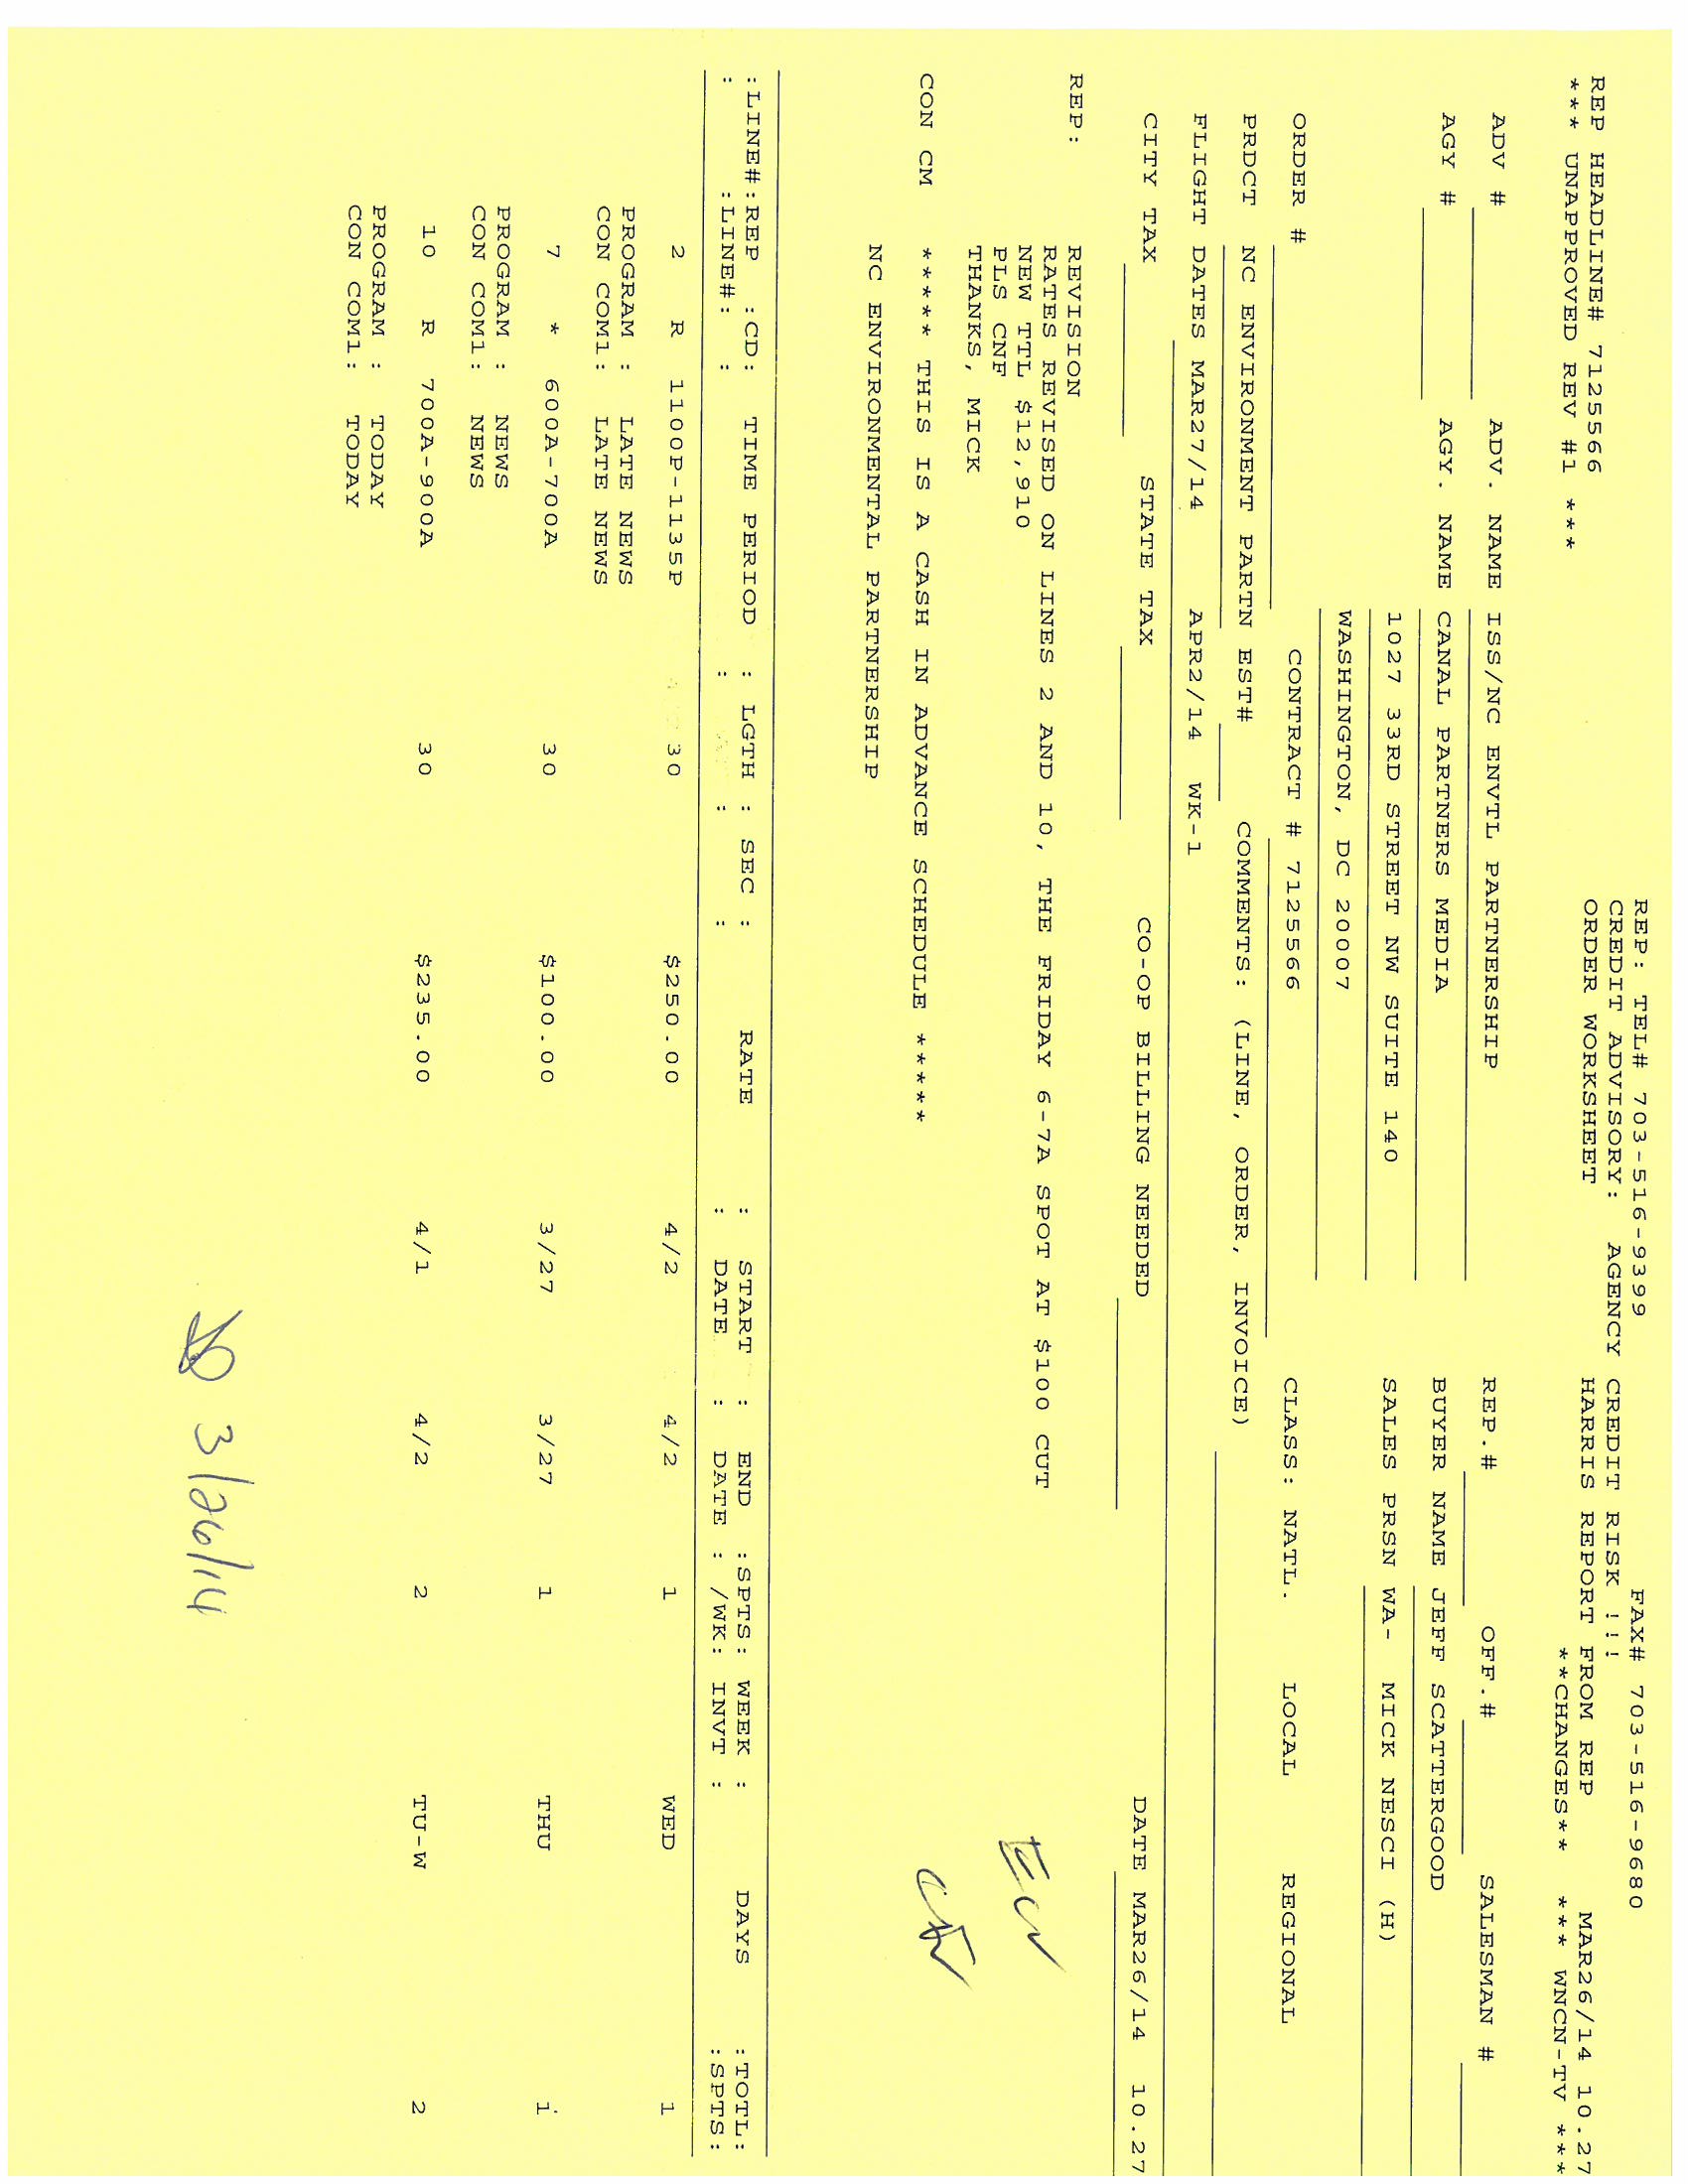 REP: TEL# 703-516-9399 FAX# 703-516-9680
CREDIT ADVISORY: AGENCY CREDIT RISK !!!
REP HEADLINE# 7125566 ORDER WORKSHEET HARRIS REPORT FROM REP MAR26/14 10.27
*** UNAPPROVED REV #1 *** **CHANGES** *** WNCN-TV ***
ADV # ADV. NAME ISS/NC ENVTL PARTNERSHIP REP.# OFF.# SALESMAN #
AGY # AGY. NAME CANAL PARTNERS MEDIA BUYER NAME JEFF SCATTERGOOD
1027 33RD STREET NW SUITE 140 SALES PRSN WA- MICK NESCI (H)
WASHINGTON, DC 20007
ORDER # CONTRACT # 7125566 CLASS: NATL. LOCAL REGIONAL
PRDCT NC ENVIRONMENT PARTN EST# COMMENTS: (LINE, ORDER, INVOICE)
FLIGHT DATES MAR27/14 APR2/14 WK-1
CITY TAX STATE TAX CO-OP BILLING NEEDED DATE MAR26/14 10.27
REP: REVISION
RATES REVISED ON LINES 2 AND 10, THE FRIDAY 6-7A SPOT AT $100 CUT
NEW TTL $12,910
PLS CNF
THANKS, MICK
CON CM ***** THIS IS A CASH IN ADVANCE SCHEDULE *****
NC ENVIRONMENTAL PARTNERSHIP
:LINE#:REP :CD: TIME PERIOD : LGTH : SEC : RATE : START : END :SPTS: WEEK : DAYS :TOTL:
: :LINE#: : : : : : DATE : DATE : /WK: INVT : :SPTS:
2 R 1100P-1135P 30 $250.00 4/2 4/2 1 WED 1
PROGRAM : LATE NEWS
CON COM1: LATE NEWS
7 * 600A-700A 30 $100.00 3/27 3/27 1 THU 1
PROGRAM : NEWS
CON COM1: NEWS
10 R 700A-900A 30 $235.00 4/1 4/2 2 TU-W 2
PROGRAM : TODAY
CON COM1: TODAY
3/26/14